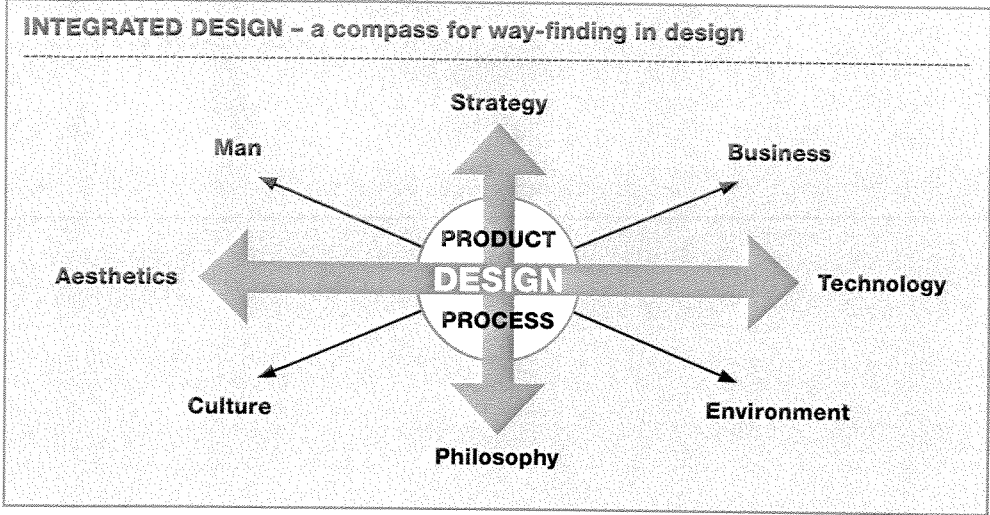 INTEGRATED DESIGN – a compass for way-finding in design
Strategy
Man
Business
PRODUCT
Aesthetics
DESIGN
Technology
PROCESS
Culture
Environment
Philosophy